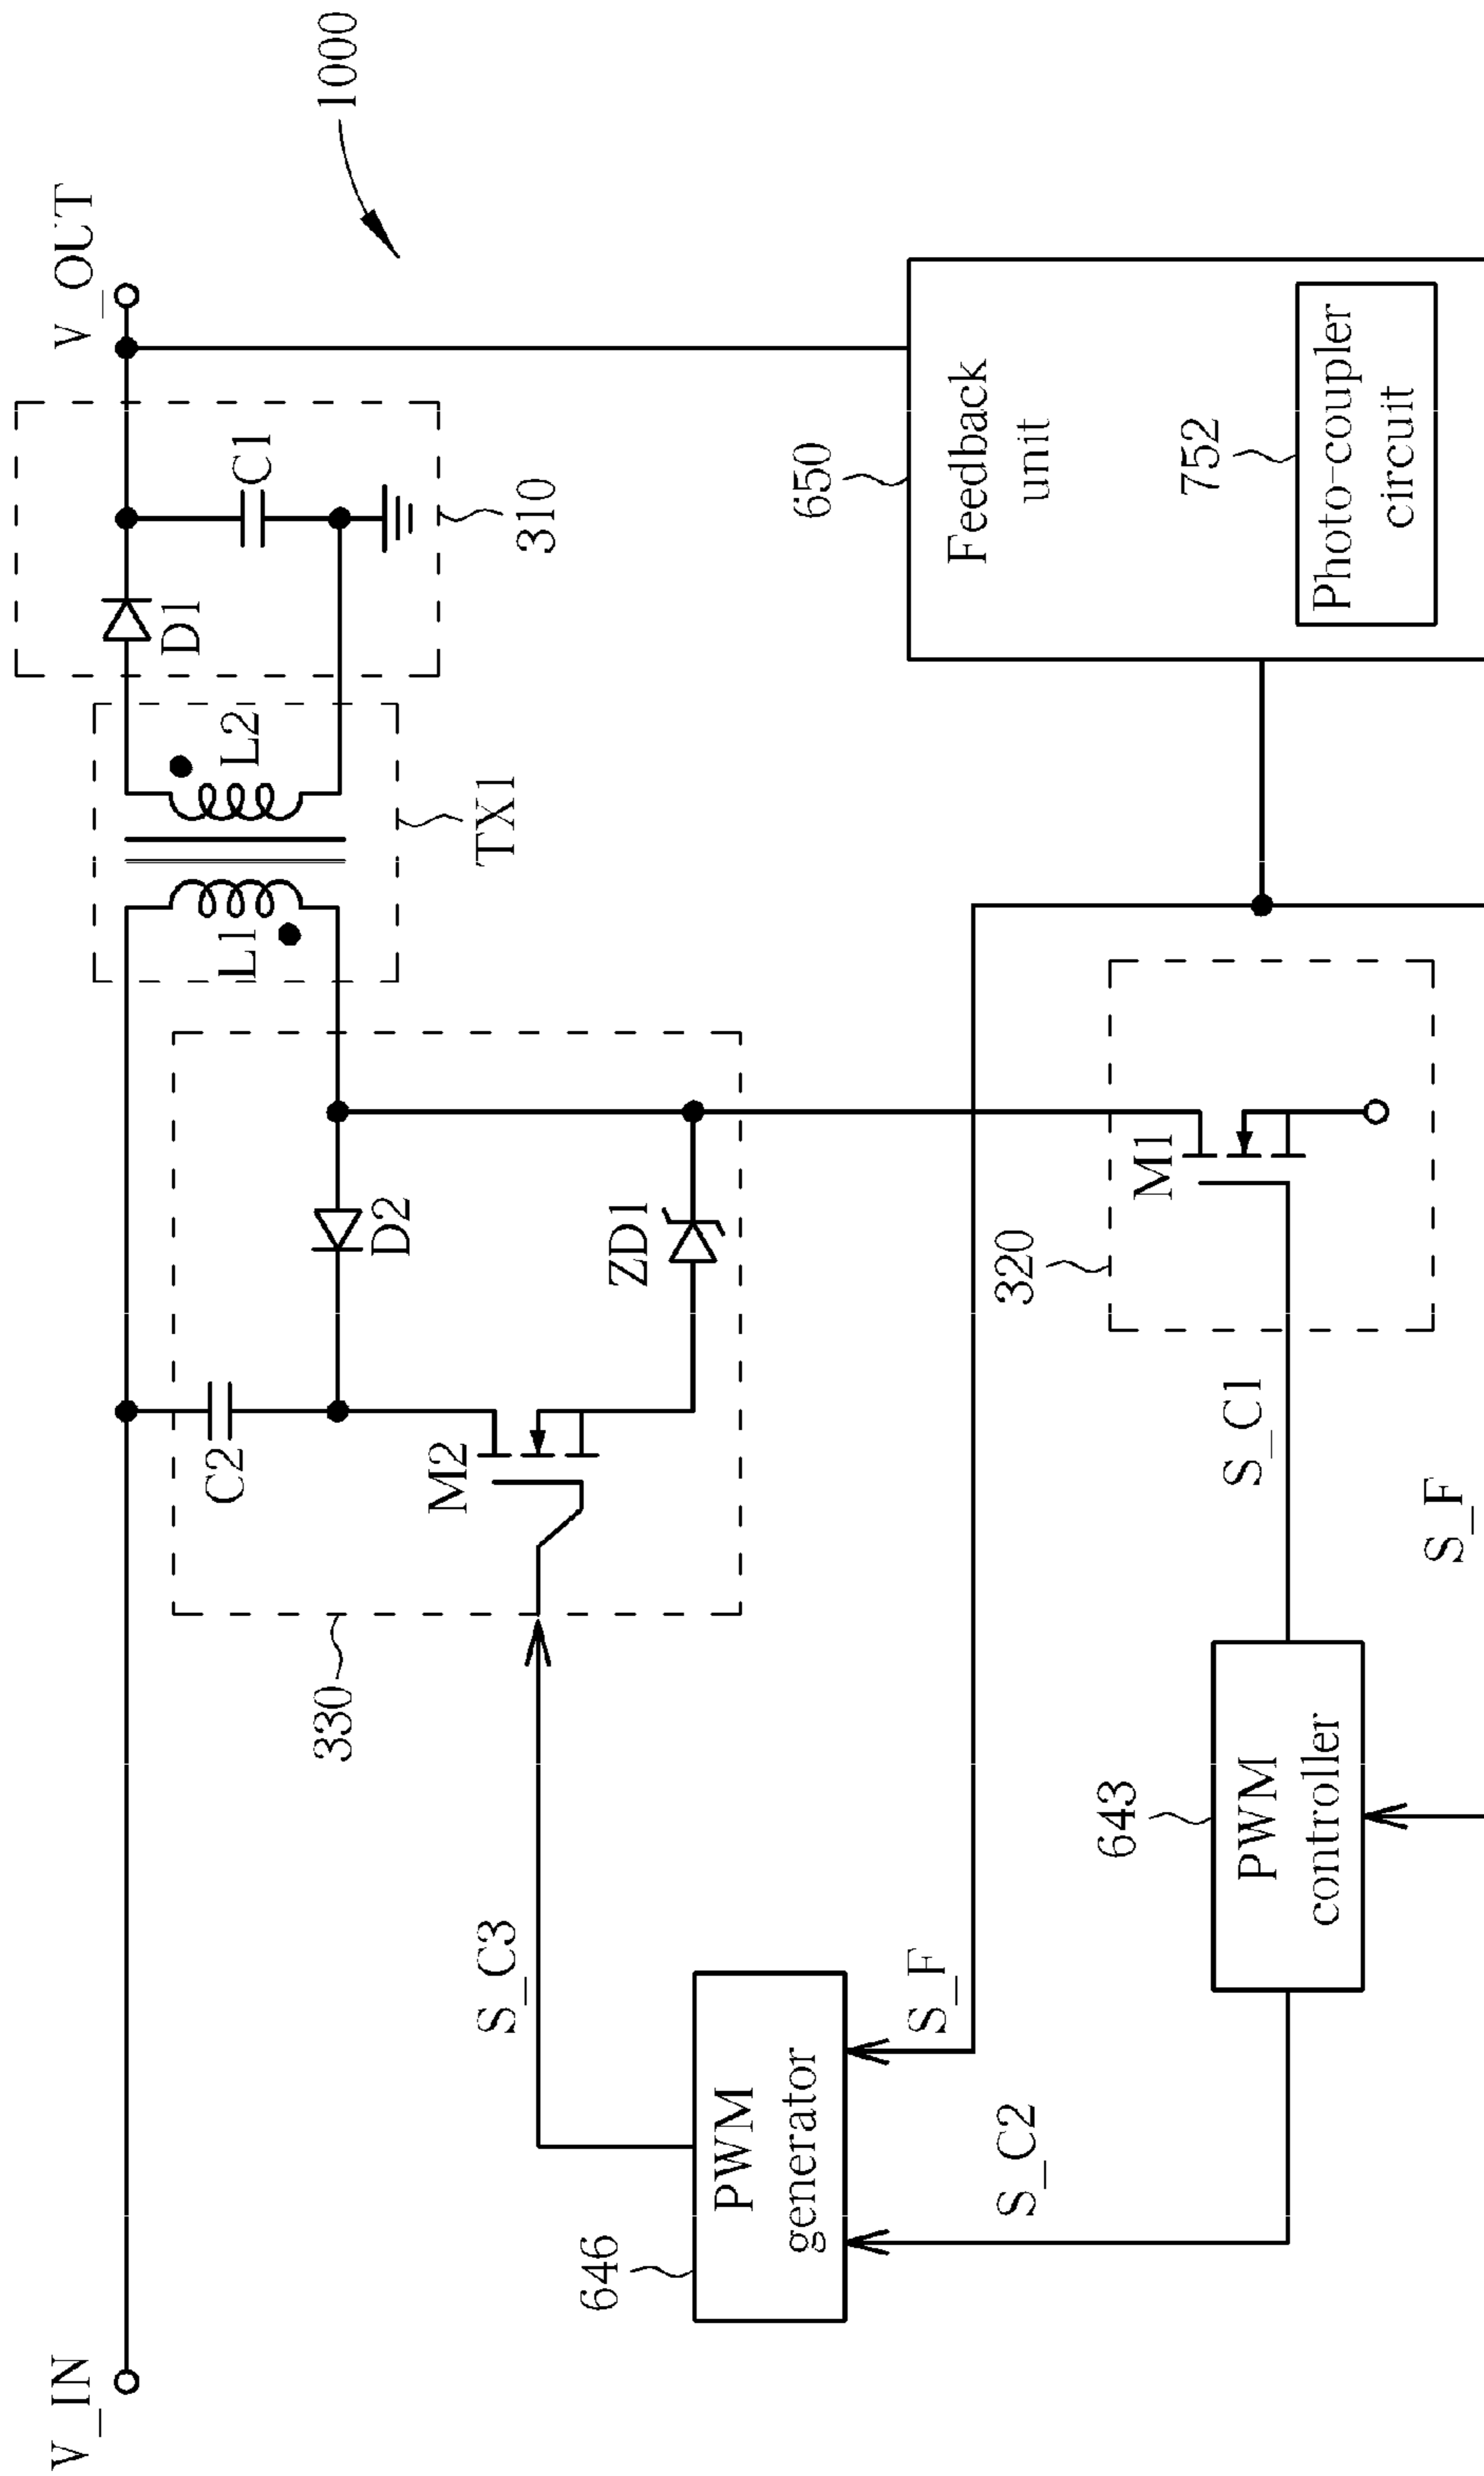 1000
V_IN
V_OUT
D1
C1
310
L1
L2
TX1
C2
D2
M2
ZD1
330
S_C3
646
PWM
generator
S_F
S_C2
643
PWM
controller
S_C1
320
M1
650
Feedback
unit
752
Photo-coupler
circuit
S_F